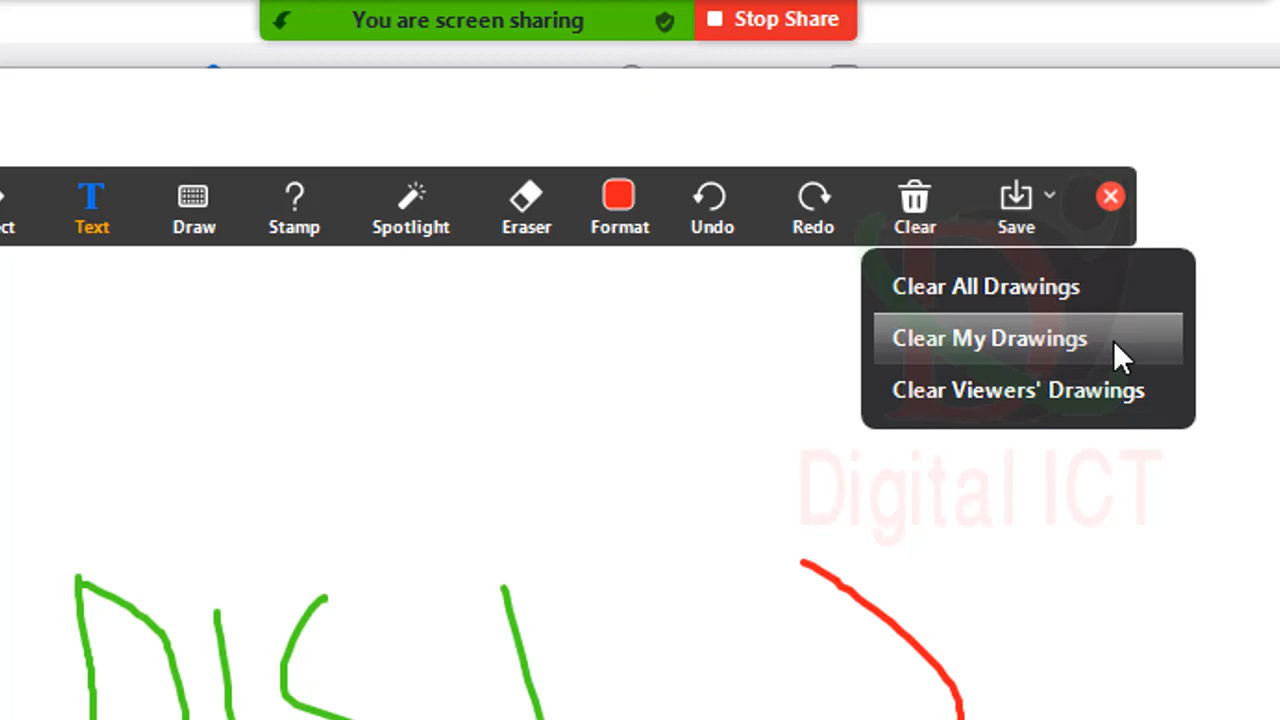 You are screen sharing
Stop Share
ct
Text
Draw
Stamp
Spotlight
Eraser
Format
Undo
Redo
Clear
Save
Clear All Drawings
Clear My Drawings
Clear Viewers' Drawings
Digital ICT